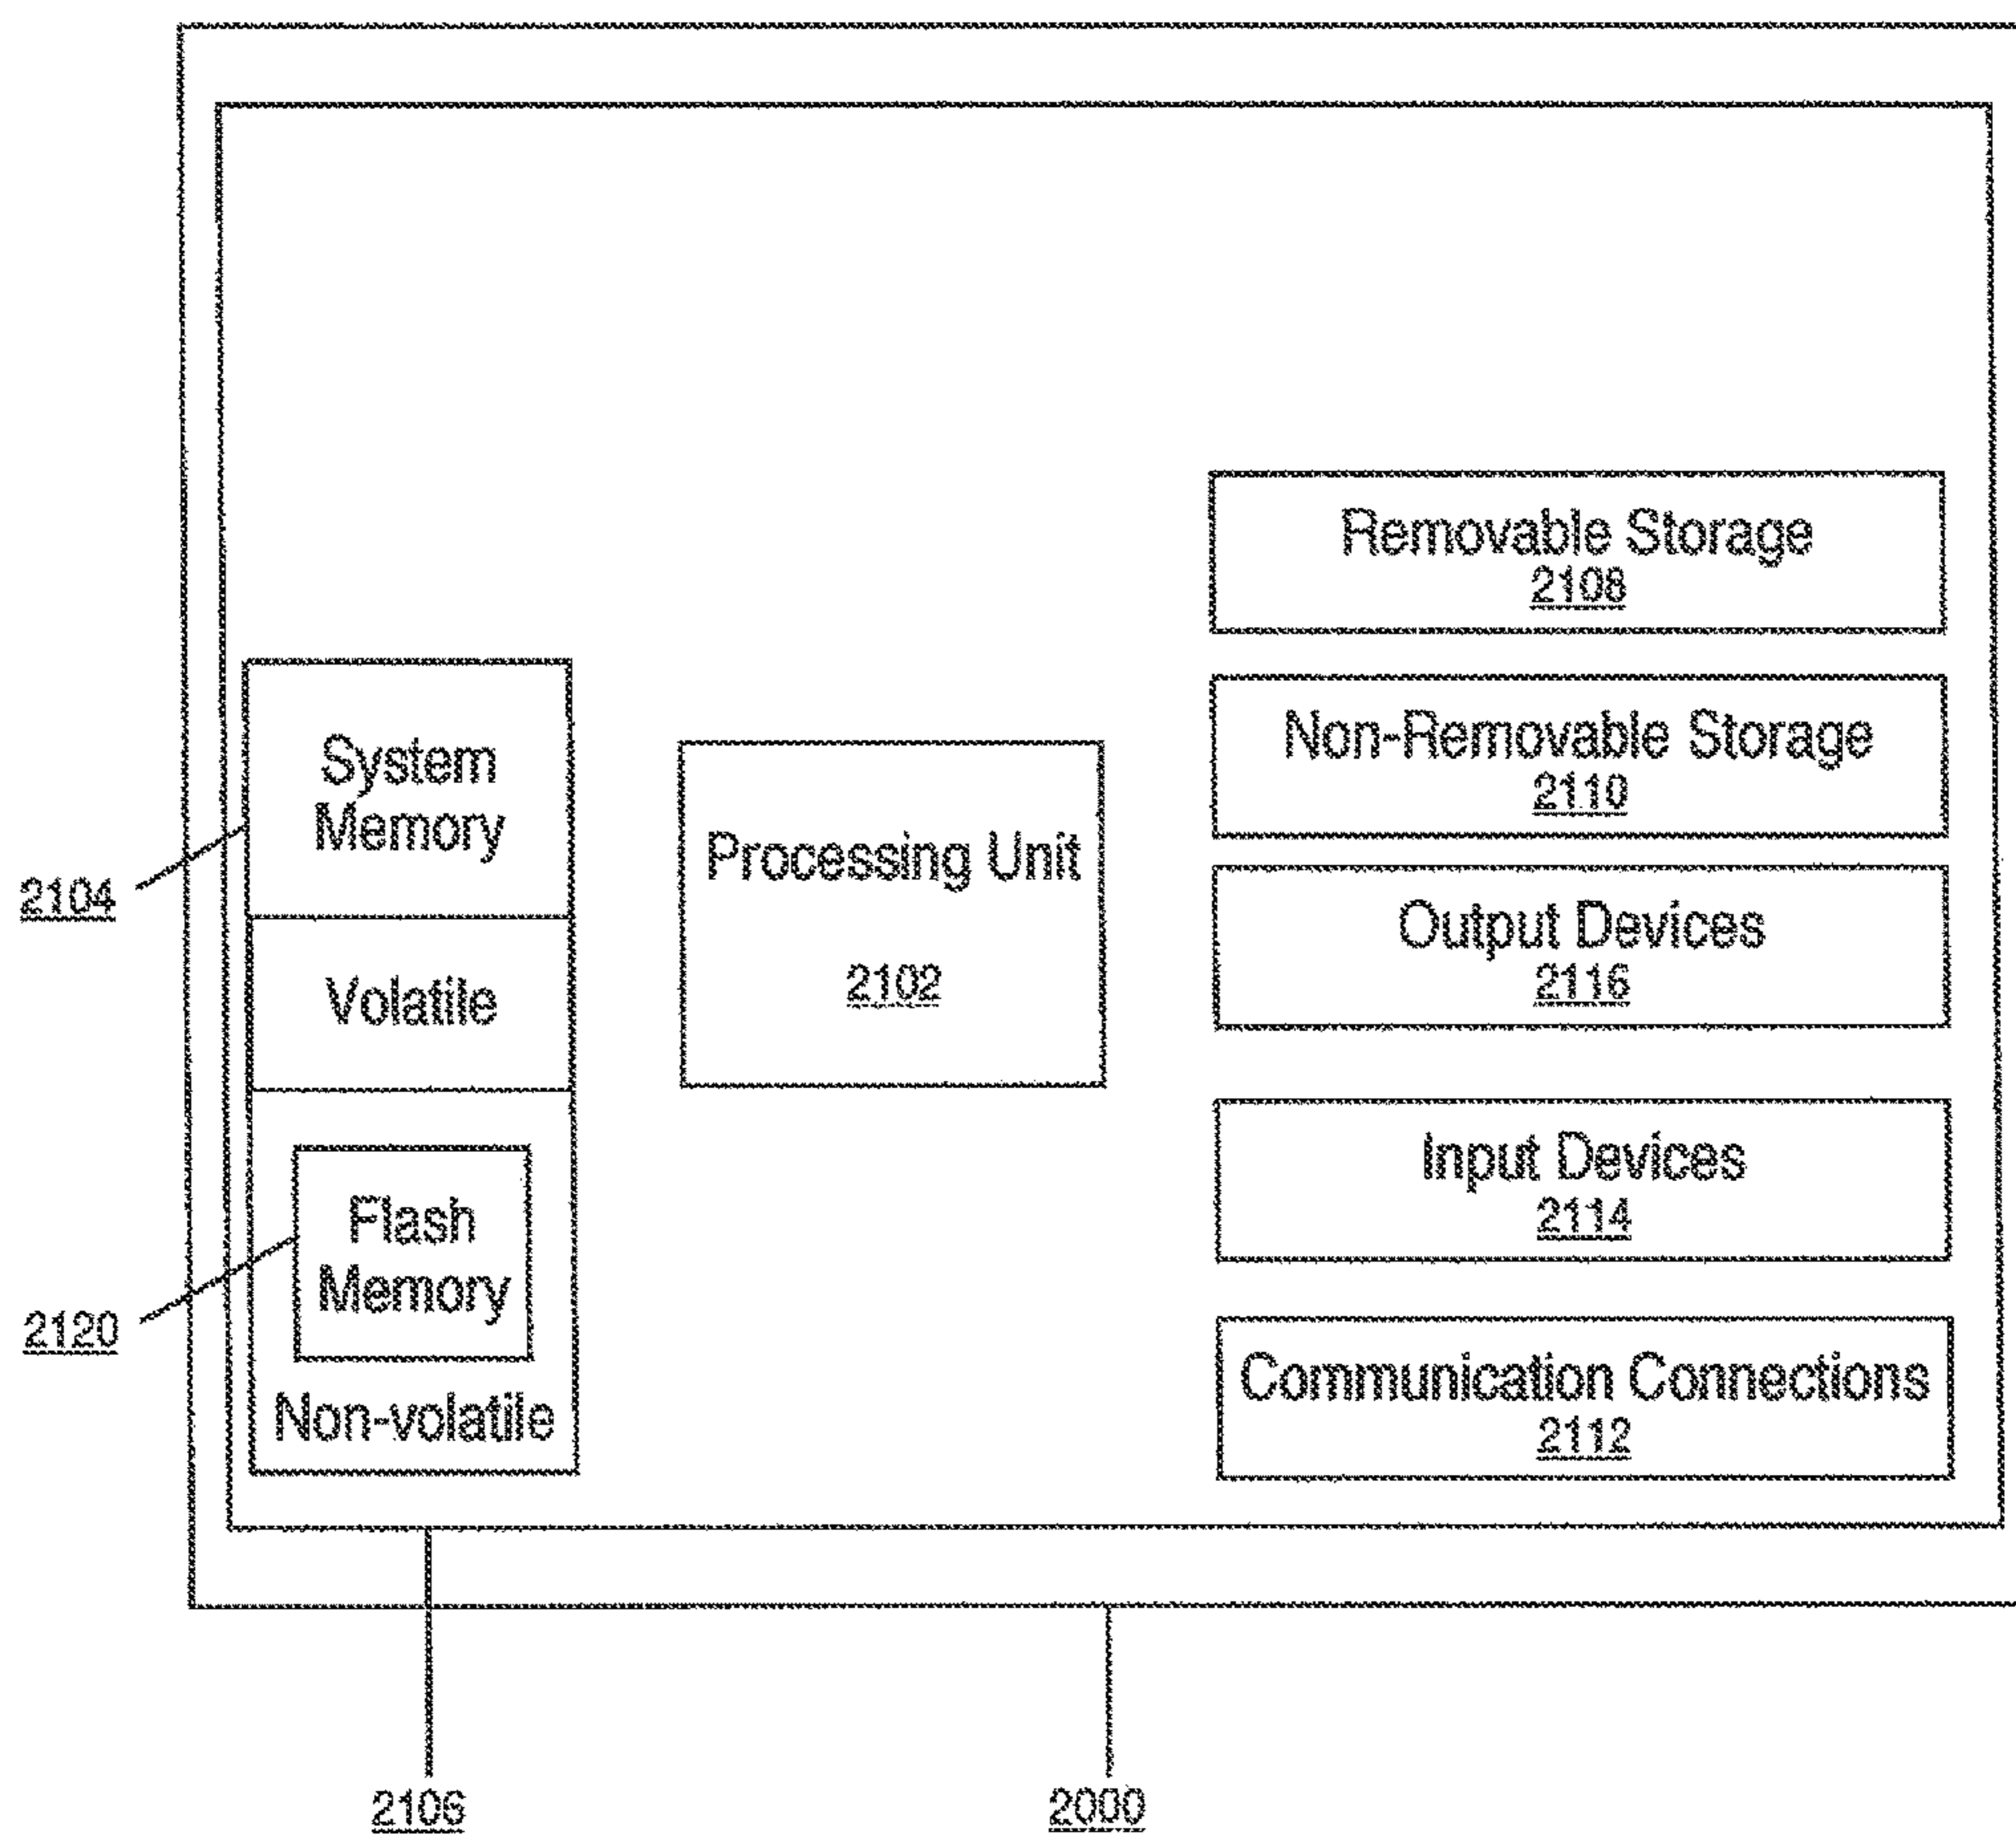 Removable Storage
2108
Non-Removable Storage
2110
Output Devices
2116
Input Devices
2114
Communication Connections
2112
Processing Unit
2102
System
Memory
Volatile
Flash
Memory
Non-volatile
2104
2120
2106
2000